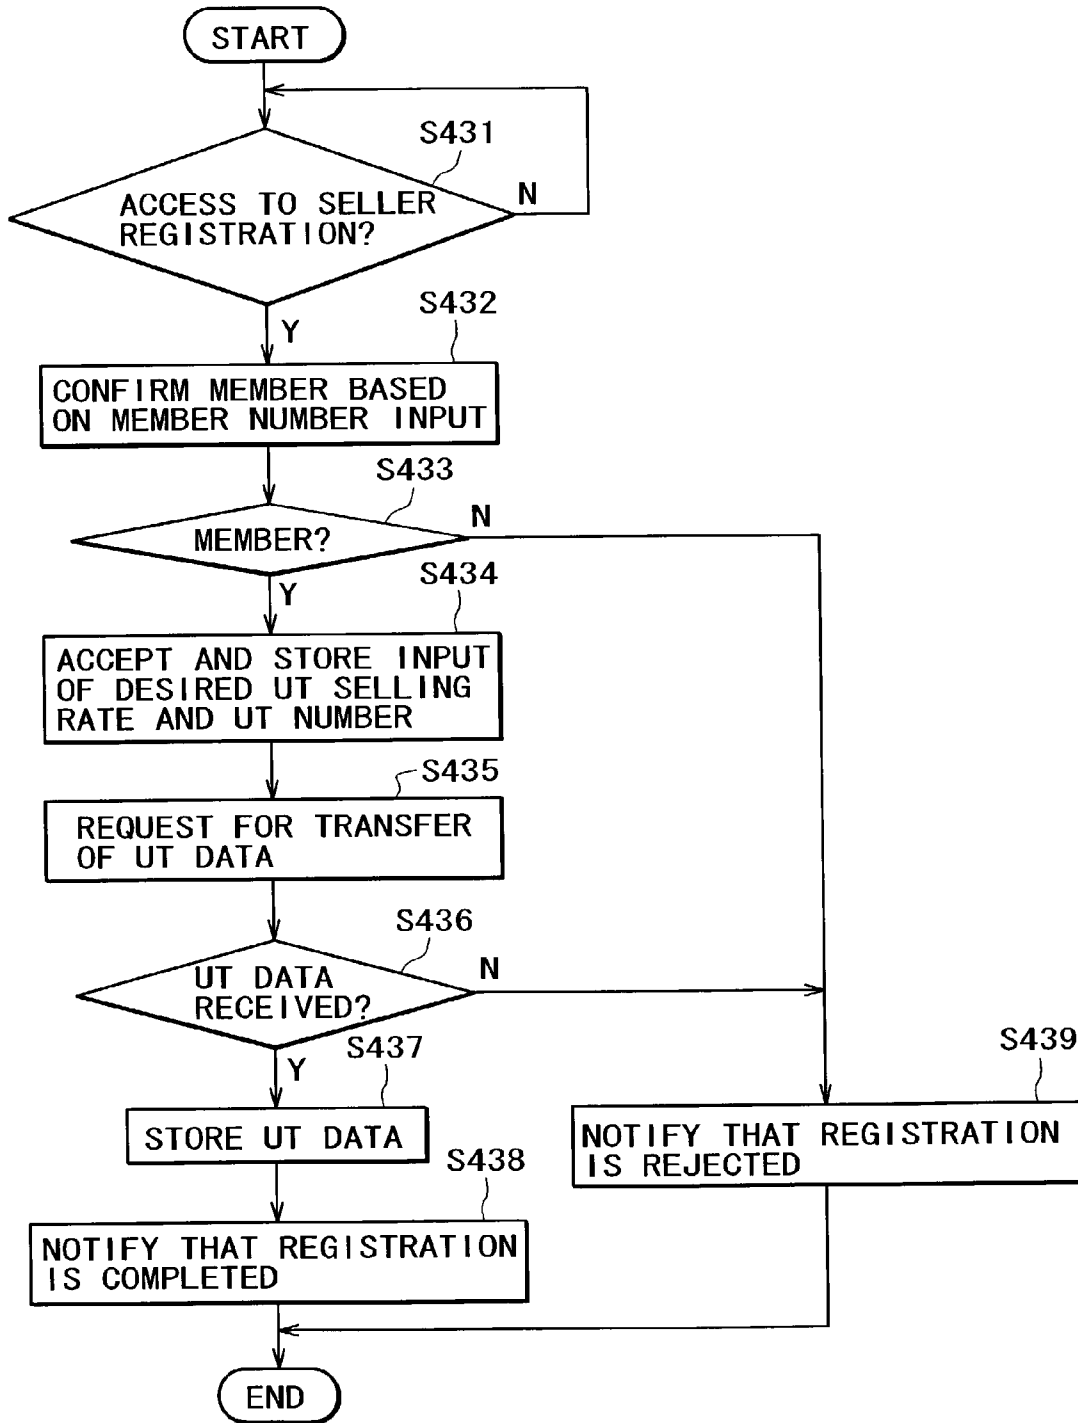 START
S431
ACCESS TO SELLER
REGISTRATION?
N
Y
S432
CONFIRM MEMBER BASED
ON MEMBER NUMBER INPUT
S433
MEMBER?
N
Y
S434
ACCEPT AND STORE INPUT
OF DESIRED UT SELLING
RATE AND UT NUMBER
S435
REQUEST FOR TRANSFER
OF UT DATA
S436
UT DATA
RECEIVED?
N
Y
S437
STORE UT DATA
S438
NOTIFY THAT REGISTRATION
IS COMPLETED
S439
NOTIFY THAT REGISTRATION
IS REJECTED
END